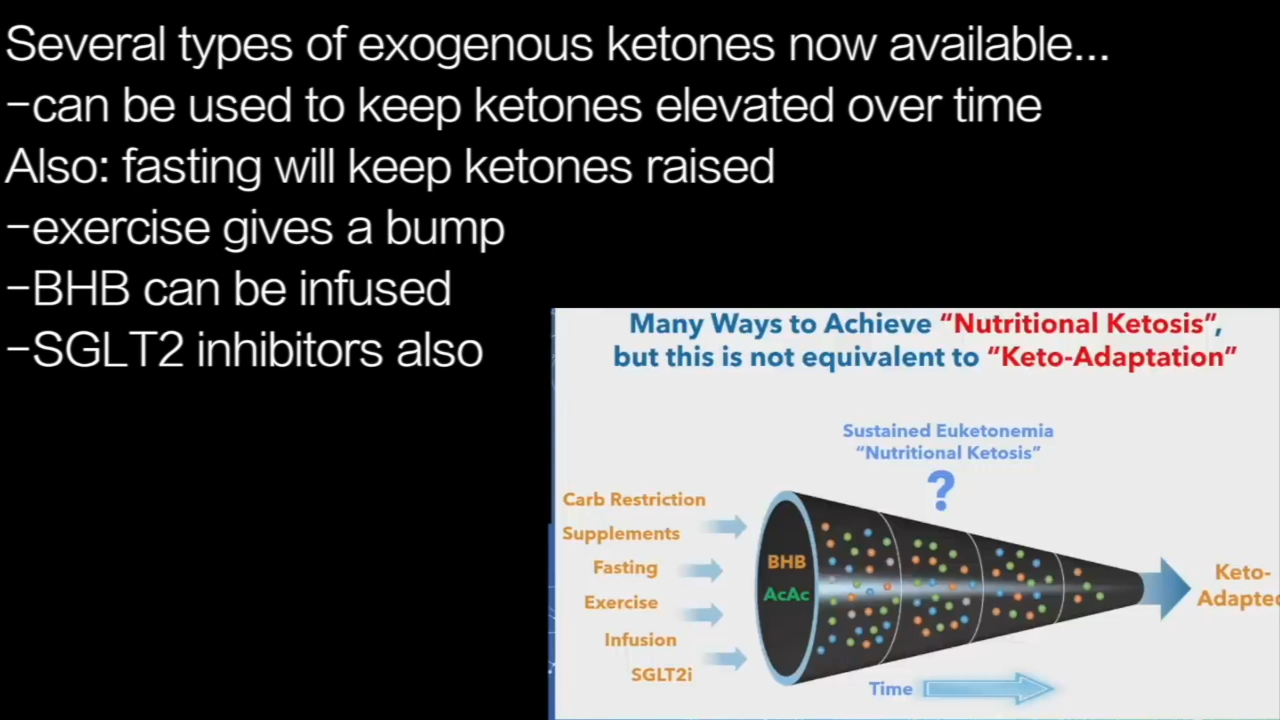 Several types of exogenous ketones now available...
-can be used to keep ketones elevated over time
Also: fasting will keep ketones raised
-exercise gives a bump
-BHB can be infused
-SGLT2 inhibitors also
Many Ways to Achieve “Nutritional Ketosis”,
but this is not equivalent to “Keto-Adaptation”
Sustained Euketonemia
“Nutritional Ketosis”
?
Carb Restriction
Supplements
Fasting
Exercise
Infusion
SGLT2i
BHB
AcAc
Keto-
Adapted
Time